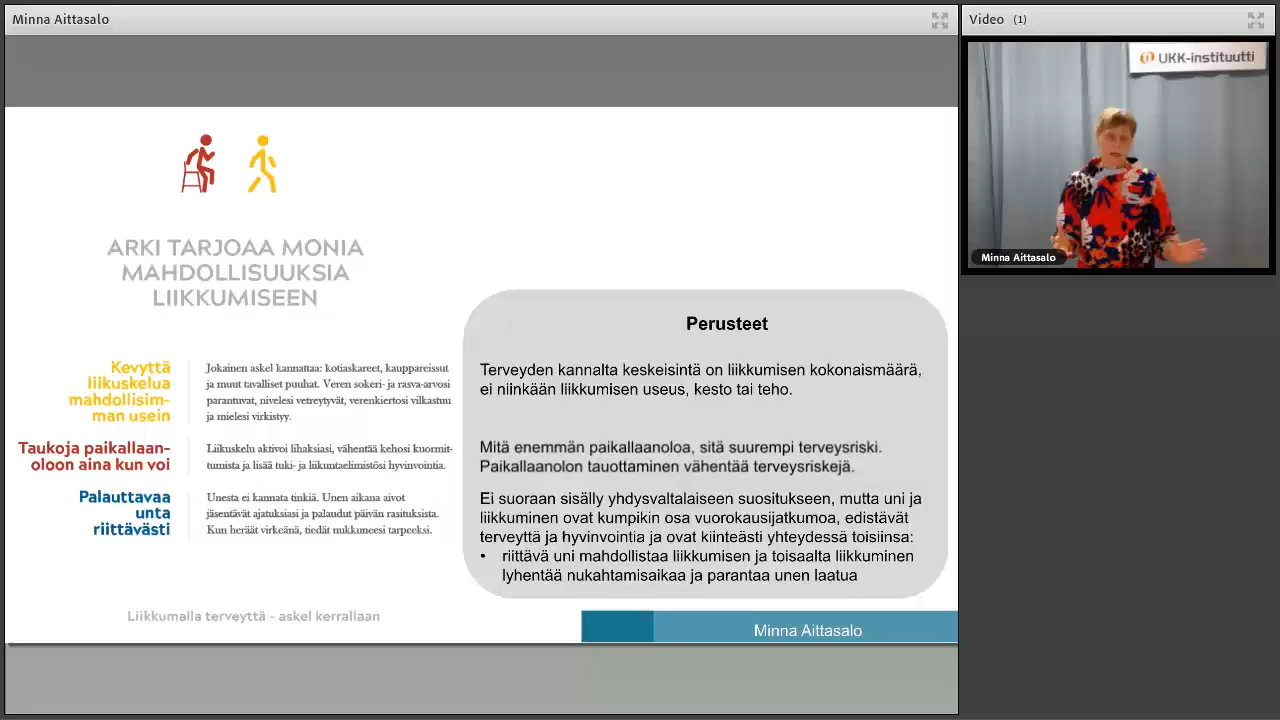 Minna Aittasalo
Video (1)
UKK-instituutti
Minna Aittasalo
ARKI TARJOAA MONIA
MAHDOLLISUUKSIA
LIIKKUMISEEN
Kevyttä
liikuskelua
mahdollisim-
man usein
Jokainen askel kannattaa: kotiaskareet, kauppareissut
ja muut tavalliset puuhat. Veren sokeri- ja rasva-arvosi
parantuvat, nivelesi vetreytyvät, verenkiertosi vilkastuu
ja mielesi virkistyy.
Taukoja paikallaan-
oloon aina kun voi
Liikuskelu aktivoi lihaksiasi, vähentää kehosi kuormit-
tumista ja lisää tuki- ja liikuntaelimistösi hyvinvointia.
Palauttavaa
unta
riittävästi
Unesta ei kannata tinkiä. Unen aikana aivot
jäsentävät ajatuksiasi ja palaudut päivän rasituksista.
Kun heräät virkeänä, tiedät nukkuneesi tarpeeksi.
Liikkumalla terveyttä - askel kerrallaan
Perusteet
Terveyden kannalta keskeisintä on liikkumisen kokonaismäärä,
ei niinkään liikkumisen useus, kesto tai teho.
Mitä enemmän paikallaanoloa, sitä suurempi terveysriski.
Paikallaanolon tauottaminen vähentää terveysriskejä.
Ei suoraan sisälly yhdysvaltalaiseen suositukseen, mutta uni ja
liikkuminen ovat kumpikin osa vuorokausijatkumoa, edistävät
terveyttä ja hyvinvointia ja ovat kiinteästi yhteydessä toisiinsa:
• riittävä uni mahdollistaa liikkumisen ja toisaalta liikkuminen
lyhentää nukahtamisaikaa ja parantaa unen laatua
Minna Aittasalo